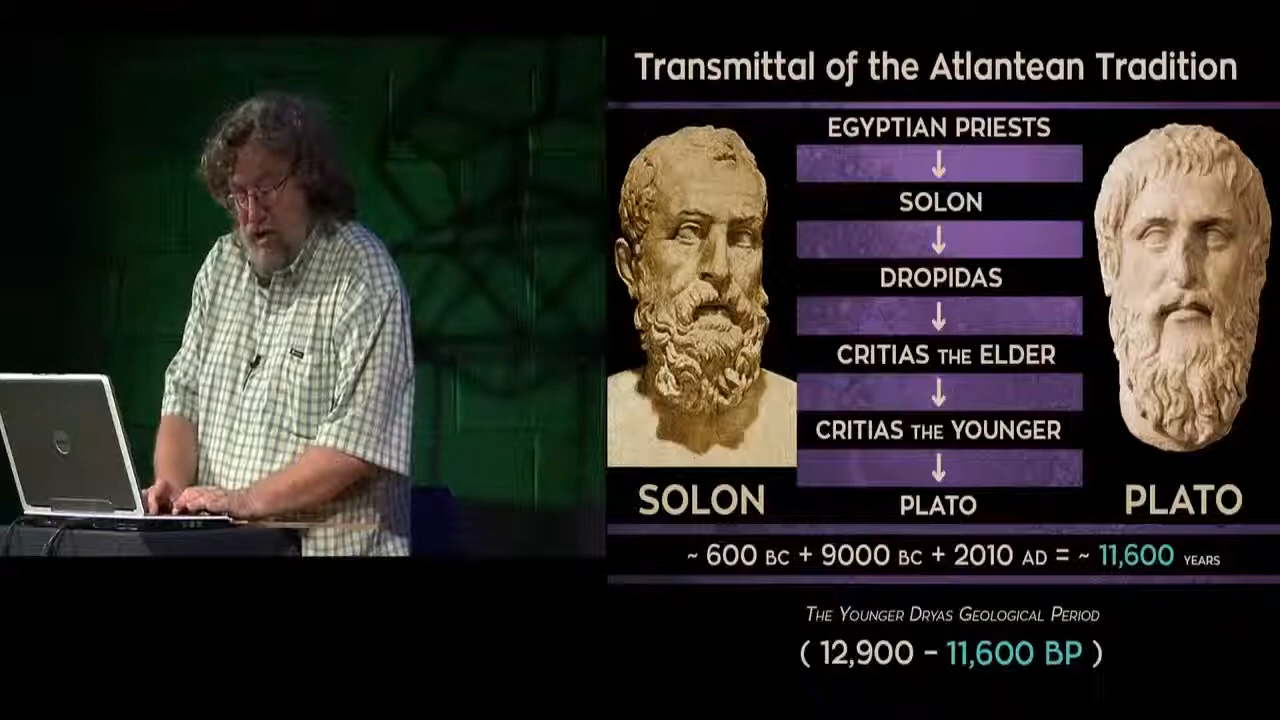 Transmittal of the Atlantean Tradition
EGYPTIAN PRIESTS
↓
SOLON
↓
DROPIDAS
↓
CRITIAS THE ELDER
↓
CRITIAS THE YOUNGER
↓
PLATO
SOLON
PLATO
~ 600 BC + 9000 BC + 2010 AD = ~ 11,600 YEARS
THE YOUNGER DRYAS GEOLOGICAL PERIOD
( 12,900 – 11,600 BP )